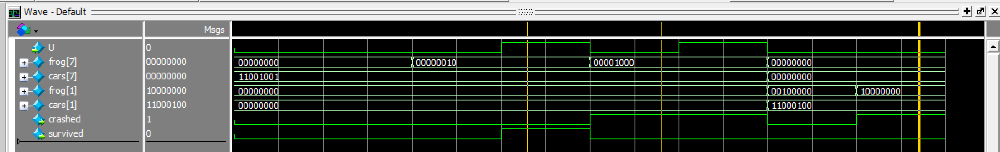 Wave - Default
Msgs
U 0
frog[7] 00000000 00000000 00000010 00001000 00000000
cars[7] 00000000 11001001 00000000
frog[1] 10000000 00000000 00100000 10000000
cars[1] 11000100 00000000 11000100
crashed 1
survived 0